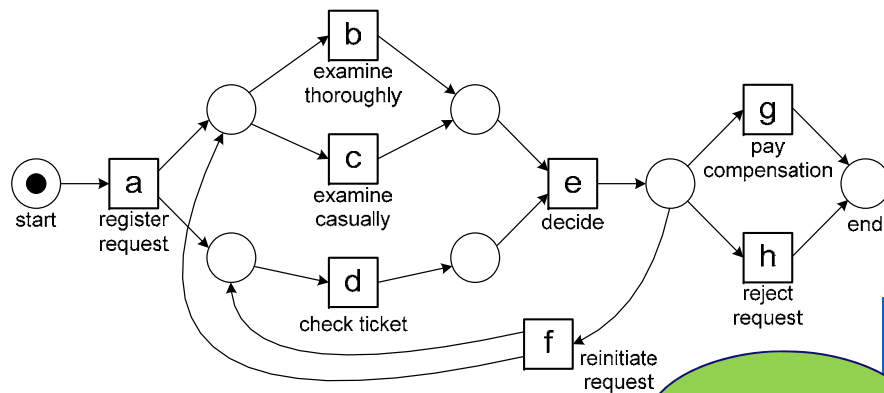 b
examine
thoroughly
c
examine
casually
start
a
register
request
d
check ticket
e
decide
f
reinitiate
request
g
pay
compensation
h
reject
request
end